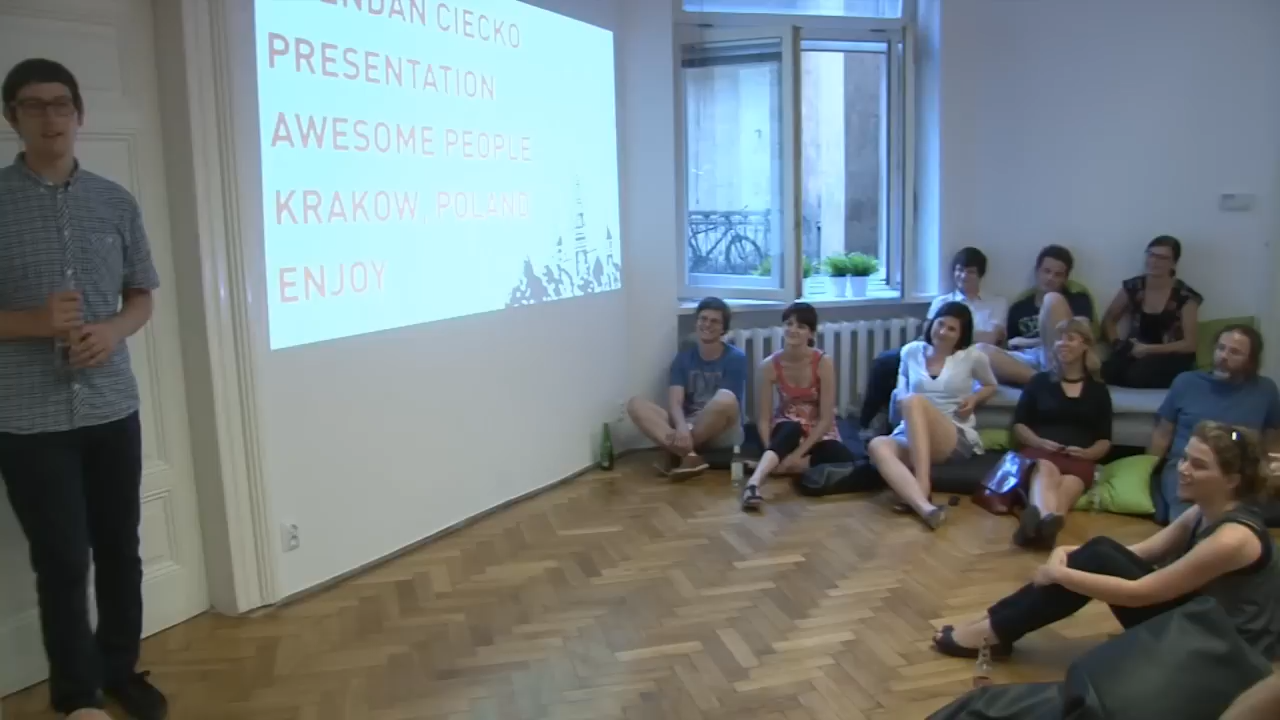 CIECKO
PRESENTATION
AWESOME PEOPLE
KRAKOW, POLAND
ENJOY